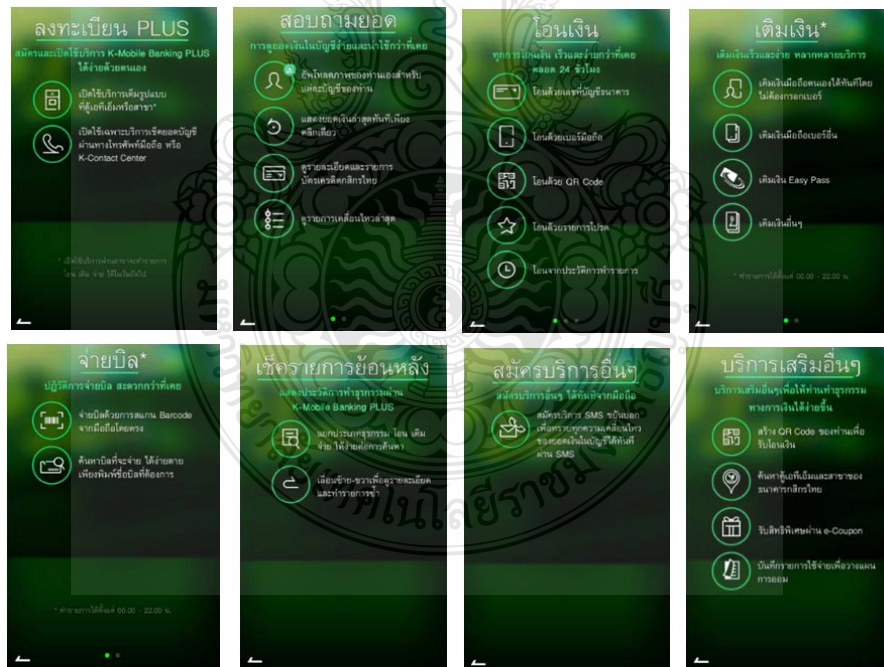 ลงทะเบียน PLUS
สมัครและเปิดใช้บริการ K-Mobile Banking PLUS
ได้ง่ายด้วยตนเอง
เปิดใช้บริการเต็มรูปแบบ
ที่ตู้เอทีเอ็มหรือสาขา*
เปิดใช้เฉพาะบริการเช็คยอดบัญชี
ผ่านทางโทรศัพท์มือถือ หรือ
K-Contact Center
* เปิดใช้บริการผ่านสาขาจะทำรายการ
โอน เติม จ่าย ได้ในวันถัดไป
สอบถามยอด
การดูยอดเงินในบัญชีง่ายและน่าใช้กว่าที่เคย
อัพโหลดภาพของท่านเองสำหรับ
แต่ละบัญชีของท่าน
แสดงยอดเงินล่าสุดทันทีเพียง
คลิกเดียว
ดูรายละเอียดและรายการ
บัตรเครดิตกสิกรไทย
ดูรายการเคลื่อนไหวล่าสุด
โอนเงิน
ทุกการโอนเงิน เร็วและง่ายกว่าที่เคย
ตลอด 24 ชั่วโมง
โอนด้วยเลขที่บัญชีธนาคาร
โอนด้วยเบอร์มือถือ
โอนด้วย QR Code
โอนด้วยรายการโปรด
โอนจากประวัติการทำรายการ
เติมเงิน*
เติมเงินเร็วและง่าย หลากหลายบริการ
เติมเงินมือถือตนเองได้ทันทีโดย
ไม่ต้องกรอกเบอร์
เติมเงินมือถือเบอร์อื่น
เติมเงิน Easy Pass
เติมเงินอื่นๆ
* ทำรายการได้ตั้งแต่ 00.00 - 22.00 น.
จ่ายบิล*
ปฏิวัติการจ่ายบิล สะดวกกว่าที่เคย
จ่ายบิลด้วยการสแกน Barcode
จากมือถือโดยตรง
ค้นหาบิลที่จะจ่าย ได้ง่ายดาย
เพียงพิมพ์ชื่อบิลที่ต้องการ
* ทำรายการได้ตั้งแต่ 00.00 - 22.00 น.
เช็ครายการย้อนหลัง
แสดงประวัติการทำธุรกรรมผ่าน
K-Mobile Banking PLUS
แยกประเภทธุรกรรม โอน เติม
จ่าย ให้ง่ายต่อการค้นหา
เลื่อนซ้าย-ขวาเพื่อดูรายละเอียด
และทำรายการซ้ำ
สมัครบริการอื่นๆ
สมัครบริการอื่นๆ ได้ทันทีจากมือถือ
สมัครบริการ SMS ขยันบอก
เพื่อทราบทุกความเคลื่อนไหว
ของยอดเงินในบัญชีได้ทันที
ผ่าน SMS
บริการเสริมอื่นๆ
บริการเสริมอื่นๆเพื่อให้ท่านทำธุรกรรม
ทางการเงินได้ง่ายขึ้น
สร้าง QR Code ของท่านเพื่อ
รับโอนเงิน
ค้นหาตู้เอทีเอ็มและสาขาของ
ธนาคารกสิกรไทย
รับสิทธิพิเศษผ่าน e-Coupon
บันทึกรายการใช้จ่ายเพื่อวางแผน
การออม